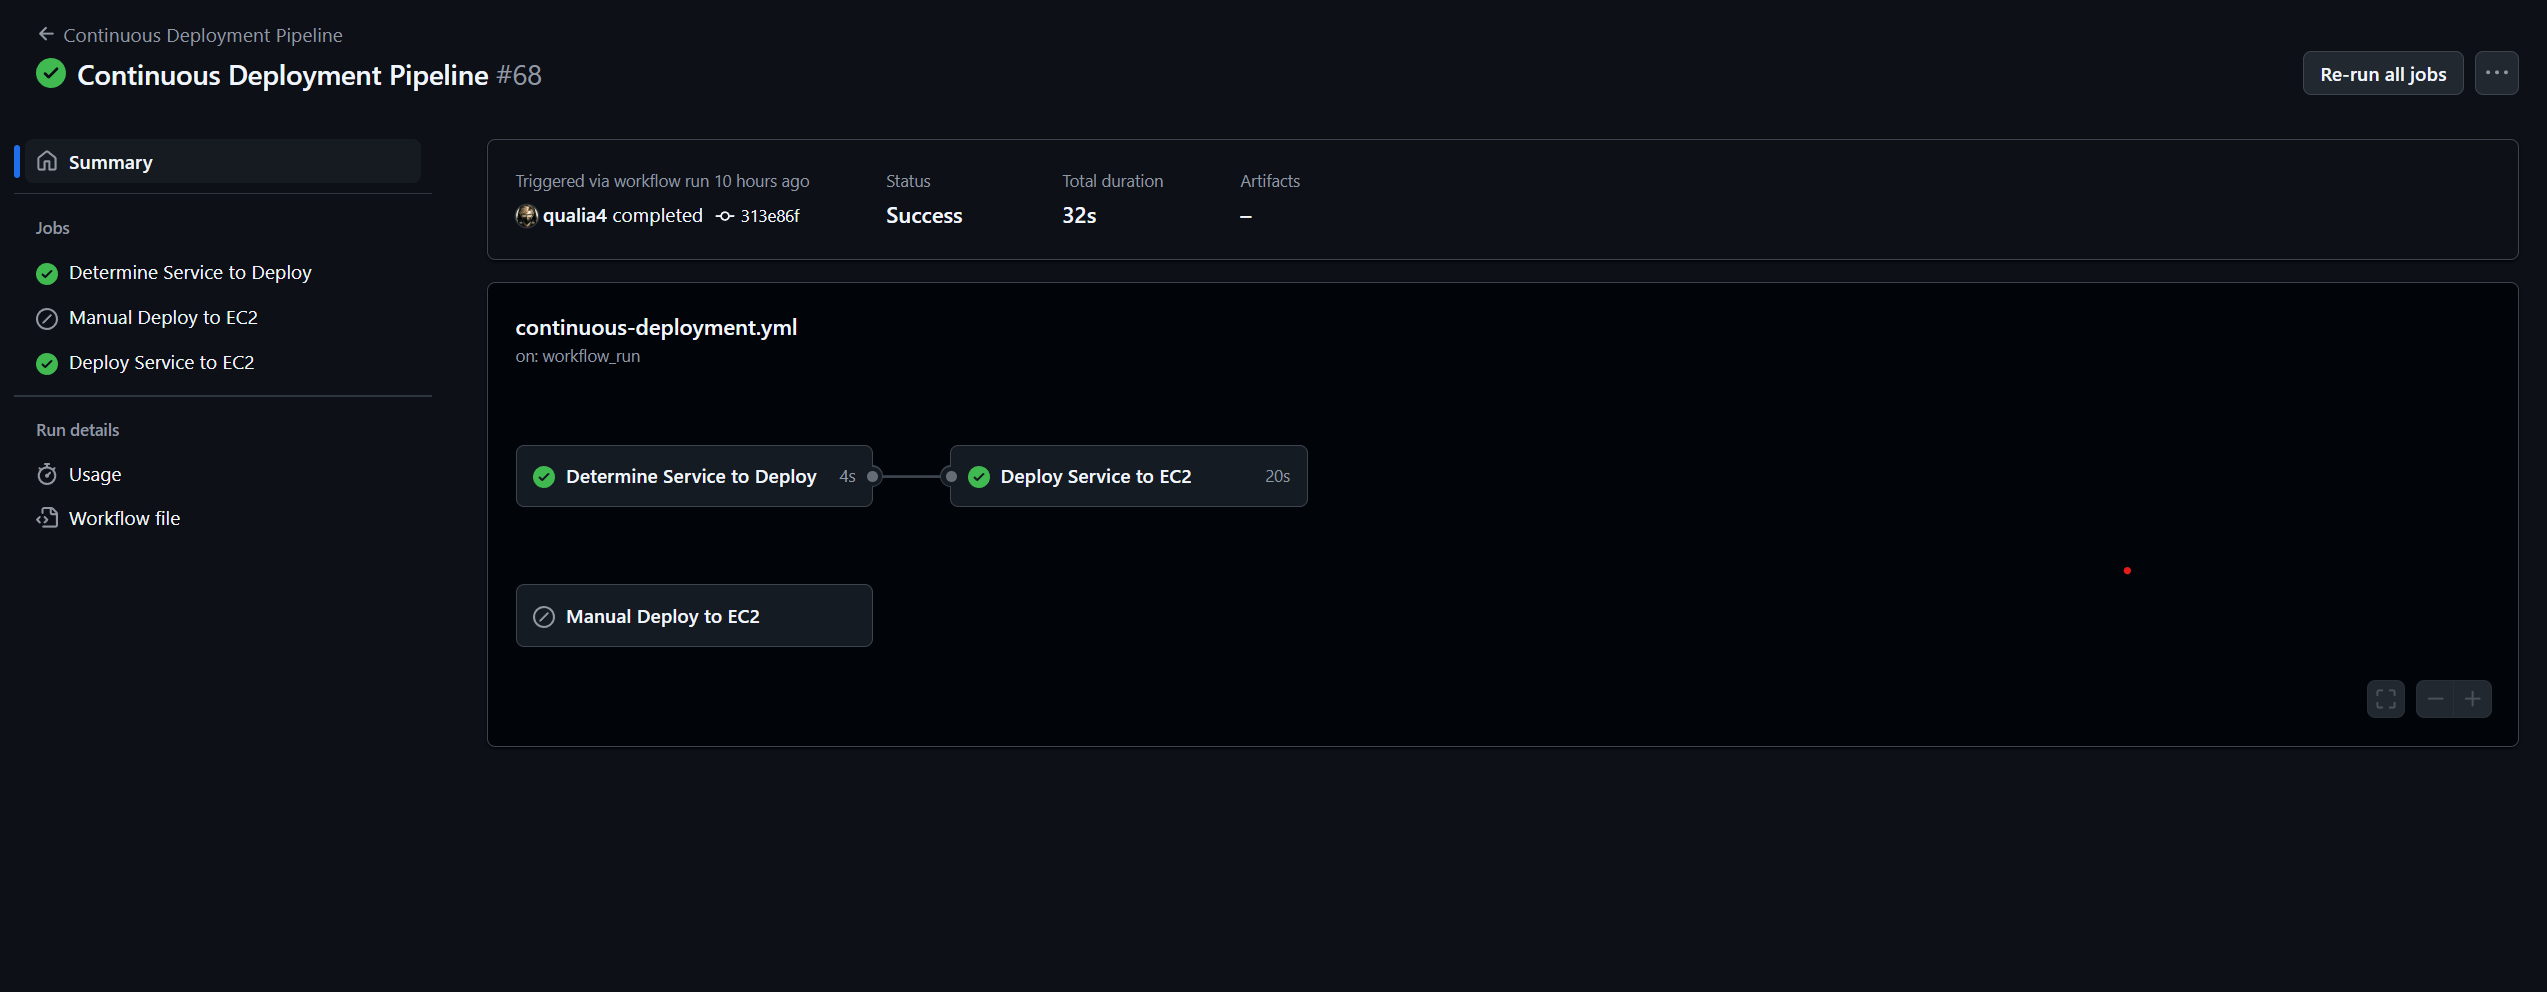 Continuous Deployment Pipeline
Continuous Deployment Pipeline #68
Re-run all jobs
Summary
Jobs
Determine Service to Deploy
Manual Deploy to EC2
Deploy Service to EC2
Run details
Usage
Workflow file
Triggered via workflow run 10 hours ago
qualia4 completed 313e86f
Status
Success
Total duration
32s
Artifacts
–
continuous-deployment.yml
on: workflow_run
Determine Service to Deploy 4s
Deploy Service to EC2 20s
Manual Deploy to EC2